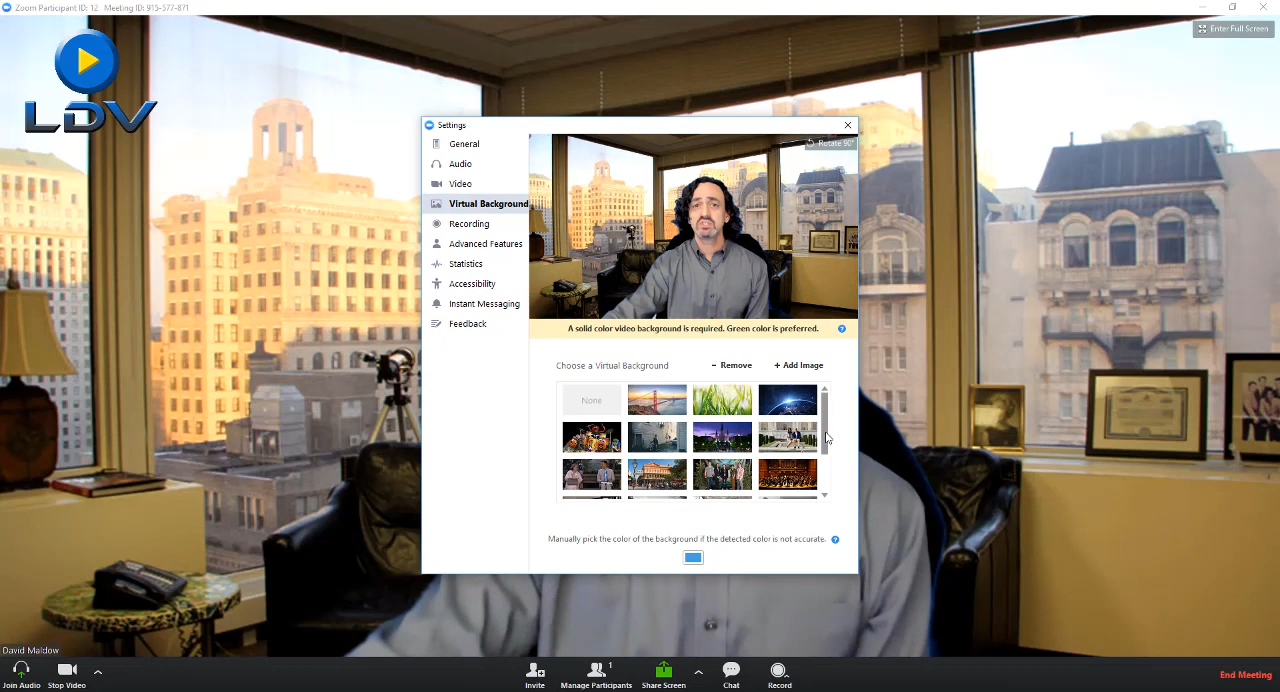 Zoom Participant ID: 12 Meeting ID: 915-577-871
Enter Full Screen
LDV
Settings
General
Audio
Video
Virtual Background
Recording
Advanced Features
Statistics
Accessibility
Instant Messaging
Feedback
Rotate 90°
A solid color video background is required. Green color is preferred. ?
Choose a Virtual Background
− Remove
+ Add Image
None
Manually pick the color of the background if the detected color is not accurate. ?
David Maldow
Join Audio
Stop Video
Invite
1
Manage Participants
Share Screen
Chat
Record
End Meeting